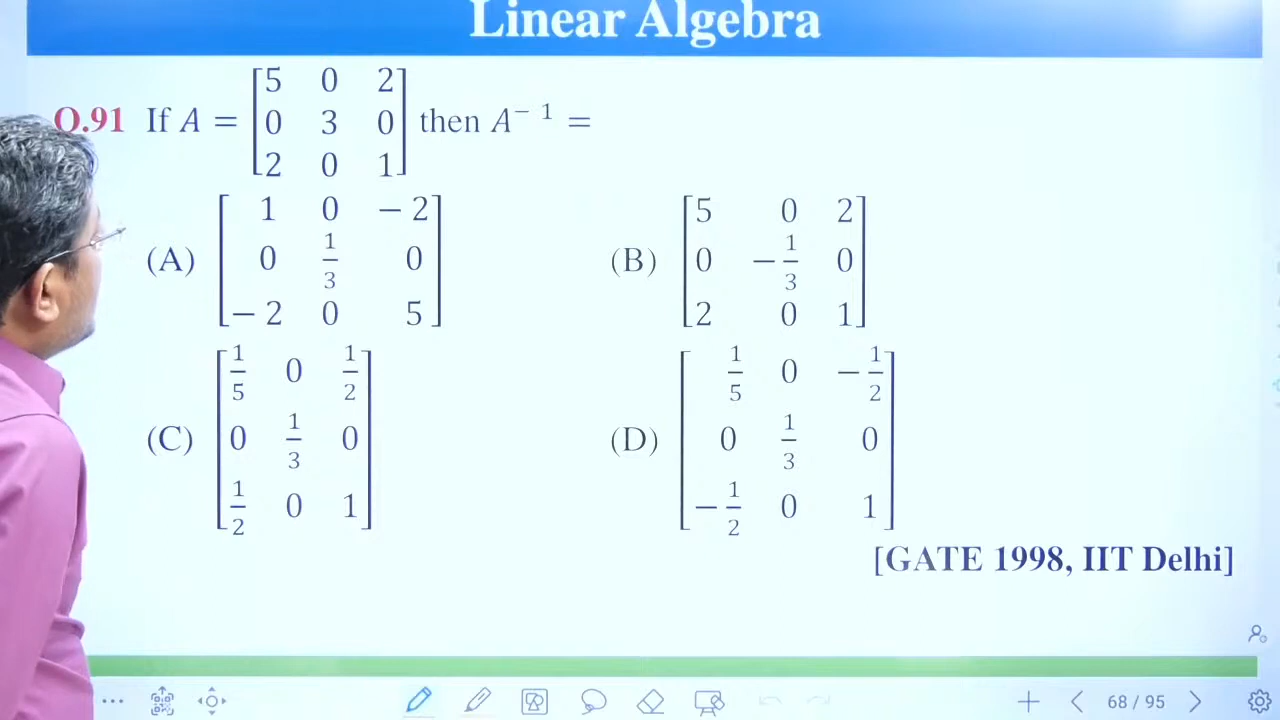 Linear Algebra
Q.91 If A = [5 0 2; 0 3 0; 2 0 1] then A⁻¹ =
(A) [1 0 −2; 0 1/3 0; −2 0 5] (B) [5 0 2; 0 −1/3 0; 2 0 1]
(C) [1/5 0 1/2; 0 1/3 0; 1/2 0 1] (D) [1/5 0 −1/2; 0 1/3 0; −1/2 0 1]
[GATE 1998, IIT Delhi]
68 / 95